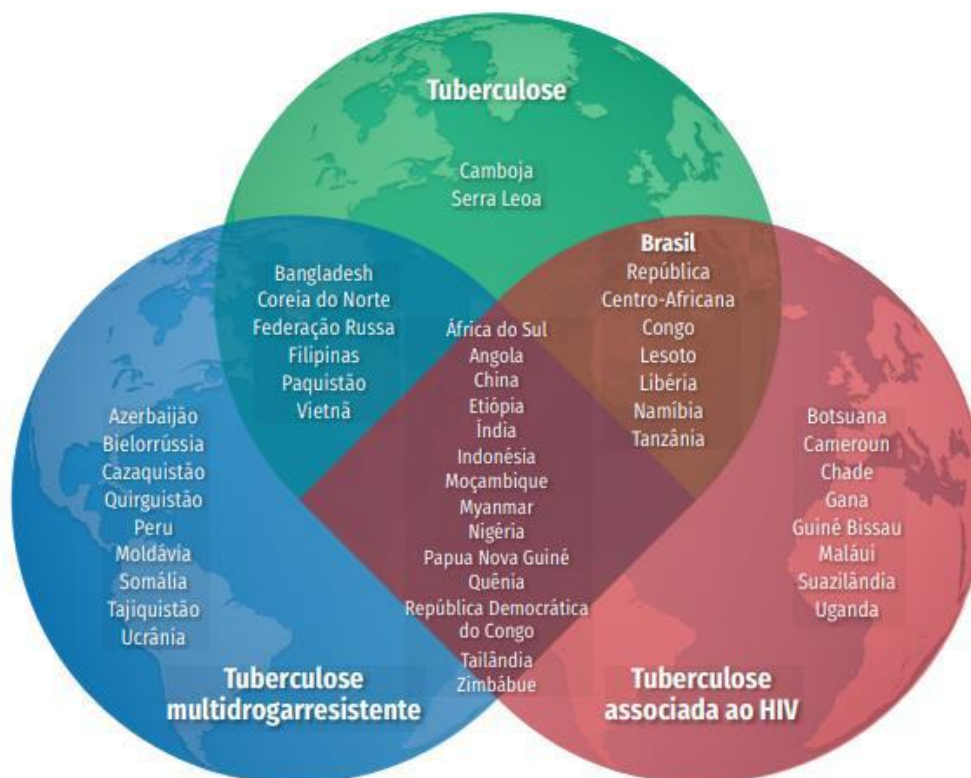 Tuberculose
Camboja
Serra Leoa
Bangladesh
Coreia do Norte
Federação Russa
Filipinas
Paquistão
Vietnã
Brasil
República
Centro-Africana
Congo
Lesoto
Libéria
Namíbia
Tanzânia
África do Sul
Angola
China
Etiópia
Índia
Indonésia
Moçambique
Myanmar
Nigéria
Papua Nova Guiné
Quênia
República Democrática
do Congo
Tailândia
Zimbábue
Azerbaijão
Bielorrússia
Cazaquistão
Quirguistão
Peru
Moldávia
Somália
Tajiquistão
Ucrânia
Botsuana
Cameroun
Chade
Gana
Guiné Bissau
Maláui
Suazilândia
Uganda
Tuberculose
multidrogarresistente
Tuberculose
associada ao HIV